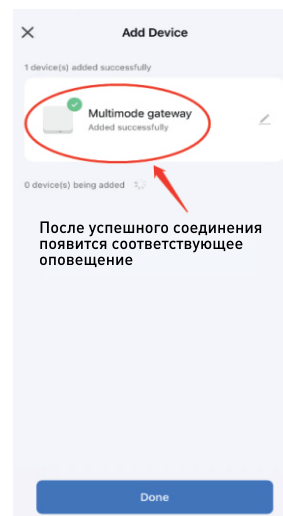 Add Device
1 device(s) added successfully
Multimode gateway
Added successfully
0 device(s) being added
После успешного соединения
появится соответствующее
оповещение
Done